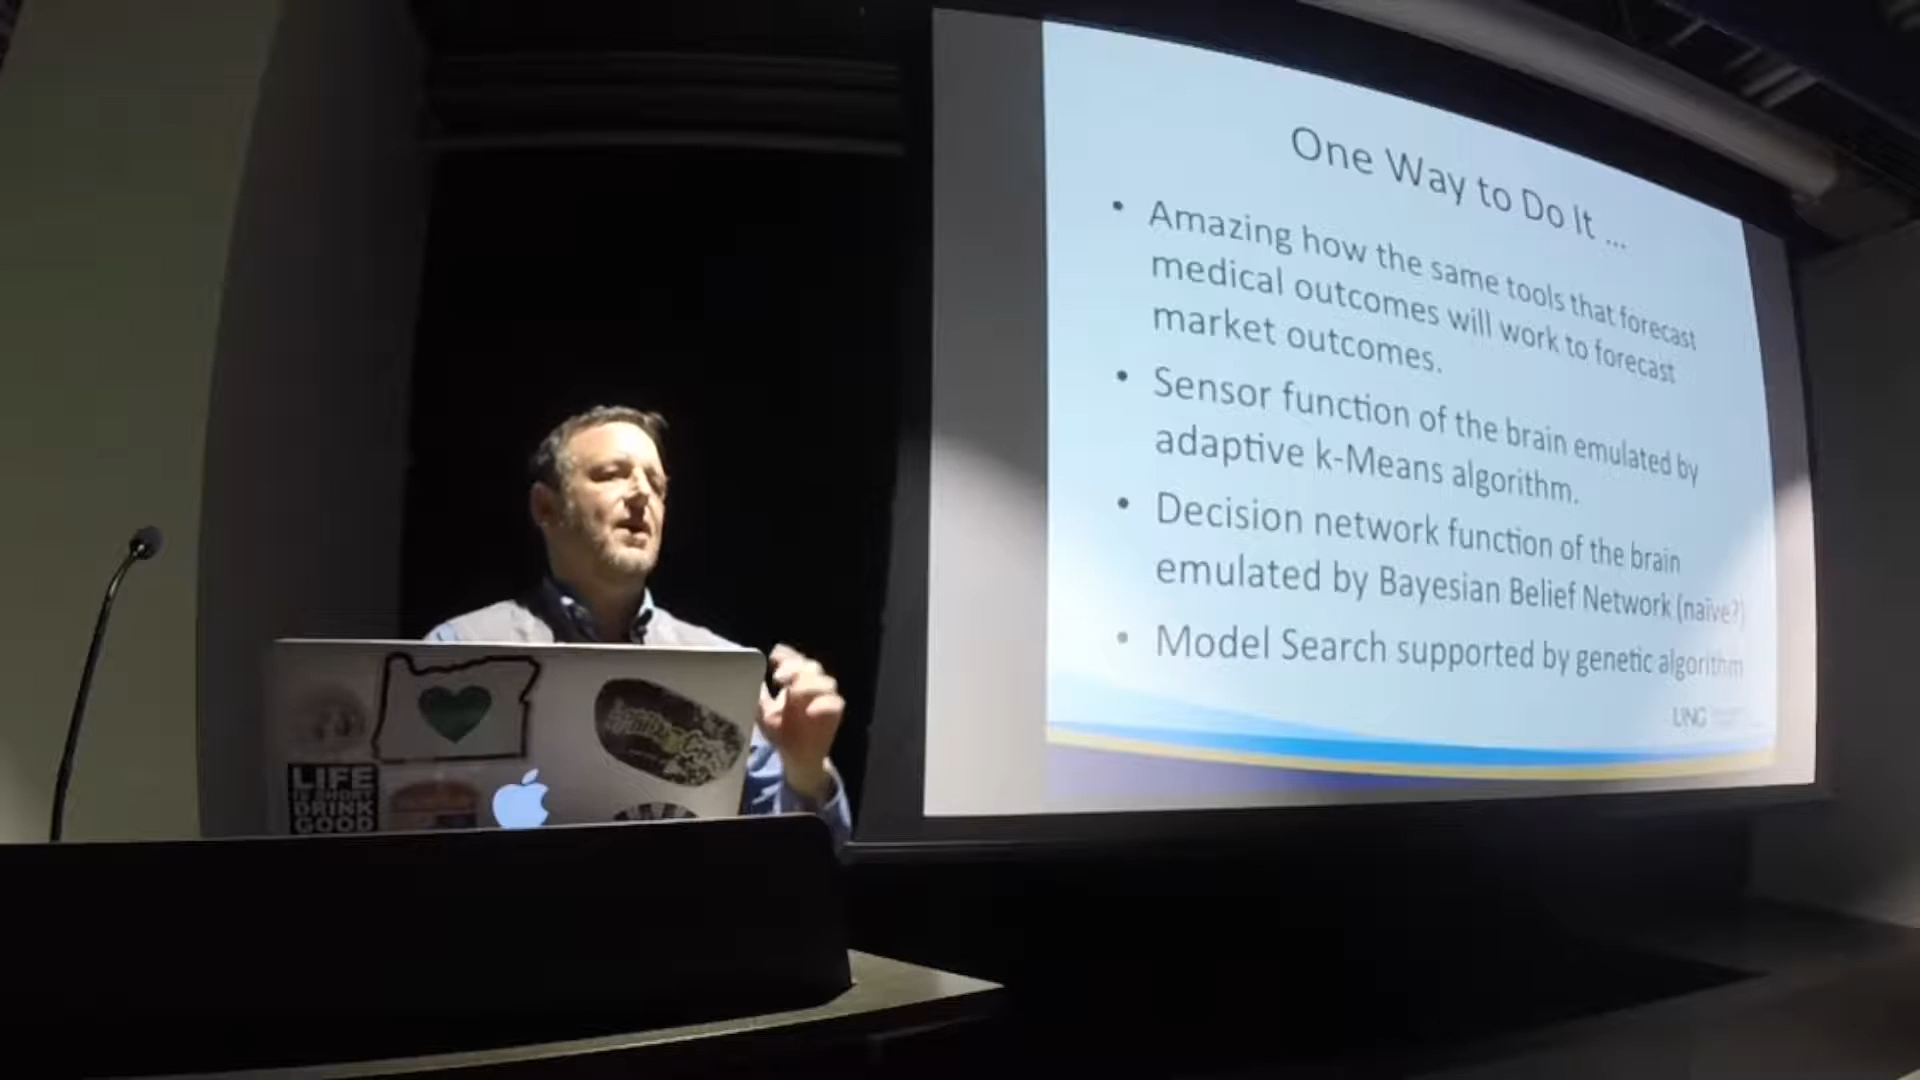 One Way to Do It ...
• Amazing how the same tools that forecast
medical outcomes will work to forecast
market outcomes.
• Sensor function of the brain emulated by
adaptive k-Means algorithm.
• Decision network function of the brain
emulated by Bayesian Belief Network (naïve?)
• Model Search supported by genetic algorithm
UNG
LIFE
IS SHORT
DRINK
GOOD